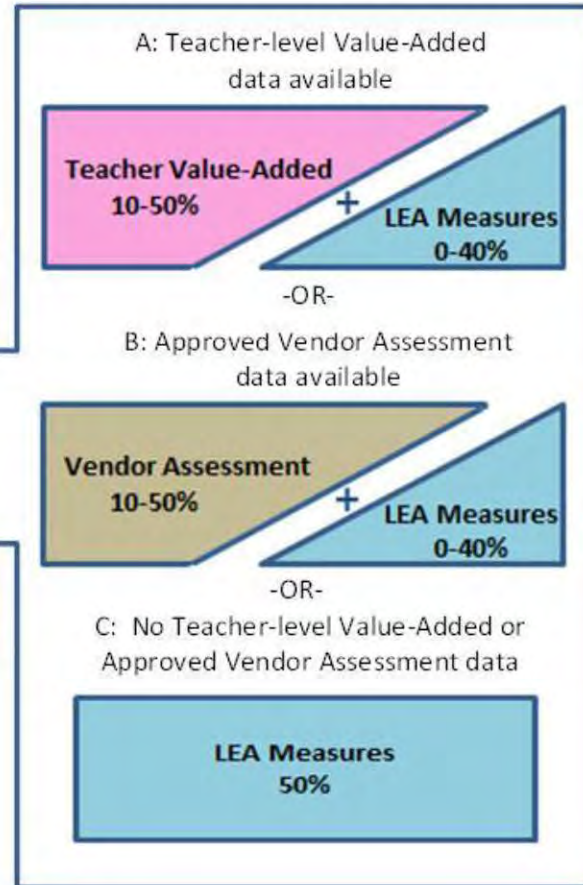 A: Teacher-level Value-Added
data available
Teacher Value-Added
10-50%
+
LEA Measures
0-40%
-OR-
B: Approved Vendor Assessment
data available
Vendor Assessment
10-50%
+
LEA Measures
0-40%
-OR-
C: No Teacher-level Value-Added or
Approved Vendor Assessment data
LEA Measures
50%